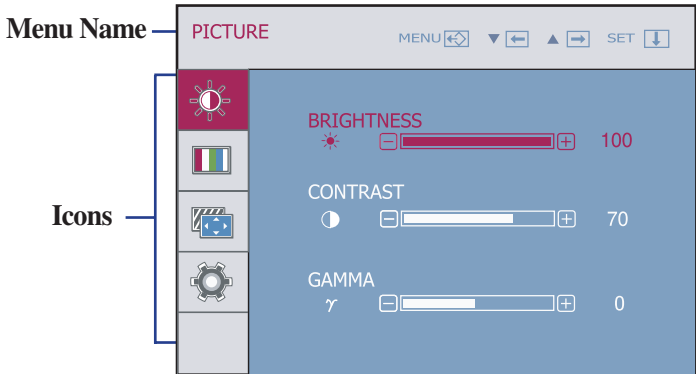 Menu Name
PICTURE MENU ▼ ▲ SET
BRIGHTNESS
100
CONTRAST
70
Icons
GAMMA
γ 0